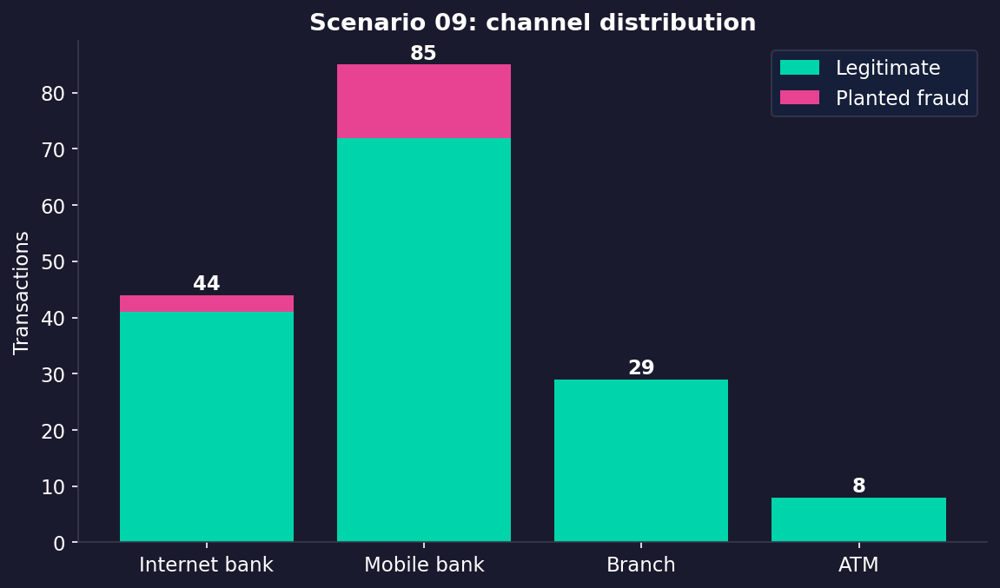 Scenario 09: channel distribution
Legitimate
Planted fraud
Transactions
80
70
60
50
40
30
20
10
0
44
85
29
8
Internet bank
Mobile bank
Branch
ATM